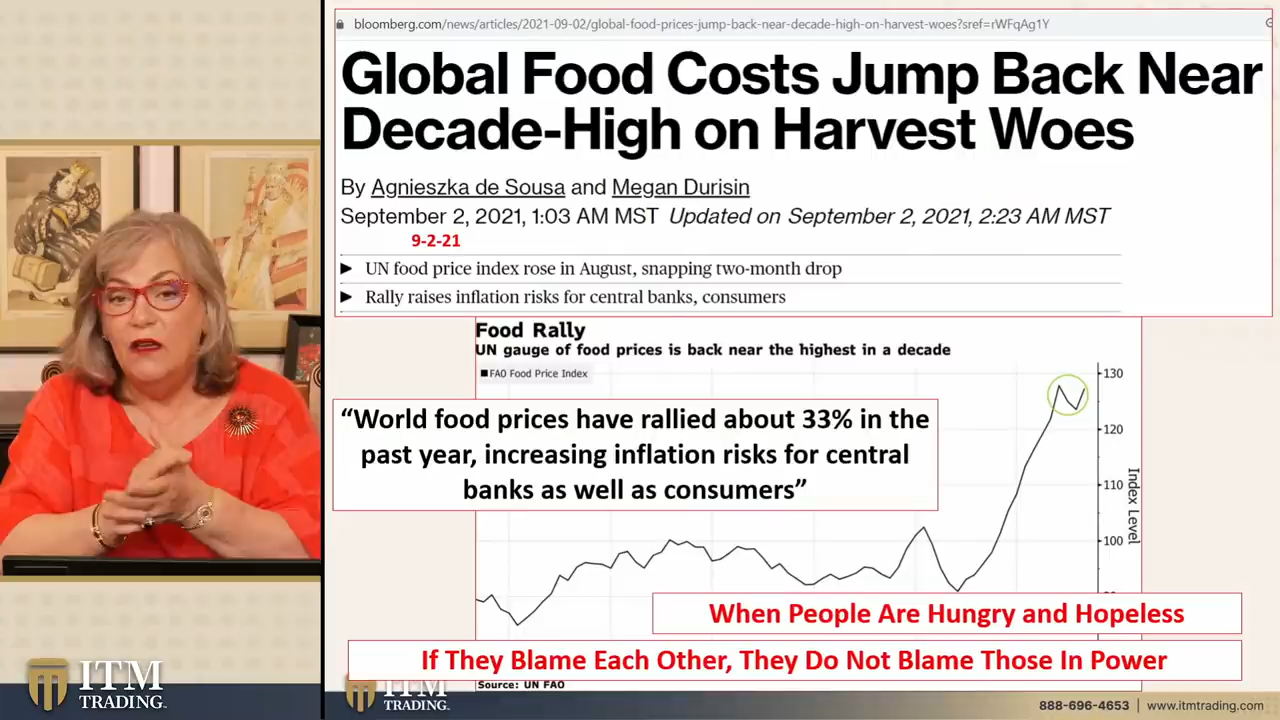 bloomberg.com/news/articles/2021-09-02/global-food-prices-jump-back-near-decade-high-on-harvest-woes?sref=rWFqAg1Y
Global Food Costs Jump Back Near
Decade-High on Harvest Woes
By Agnieszka de Sousa and Megan Durisin
September 2, 2021, 1:03 AM MST Updated on September 2, 2021, 2:23 AM MST
9-2-21
▶ UN food price index rose in August, snapping two-month drop
▶ Rally raises inflation risks for central banks, consumers
Food Rally
UN gauge of food prices is back near the highest in a decade
■ FAO Food Price Index
130
120
110
100
Index Level
“World food prices have rallied about 33% in the
past year, increasing inflation risks for central
banks as well as consumers”
When People Are Hungry and Hopeless
If They Blame Each Other, They Do Not Blame Those In Power
Source: UN FAO
ITM
TRADING.
ITM
TRADING.
888-696-4653 | www.itmtrading.com